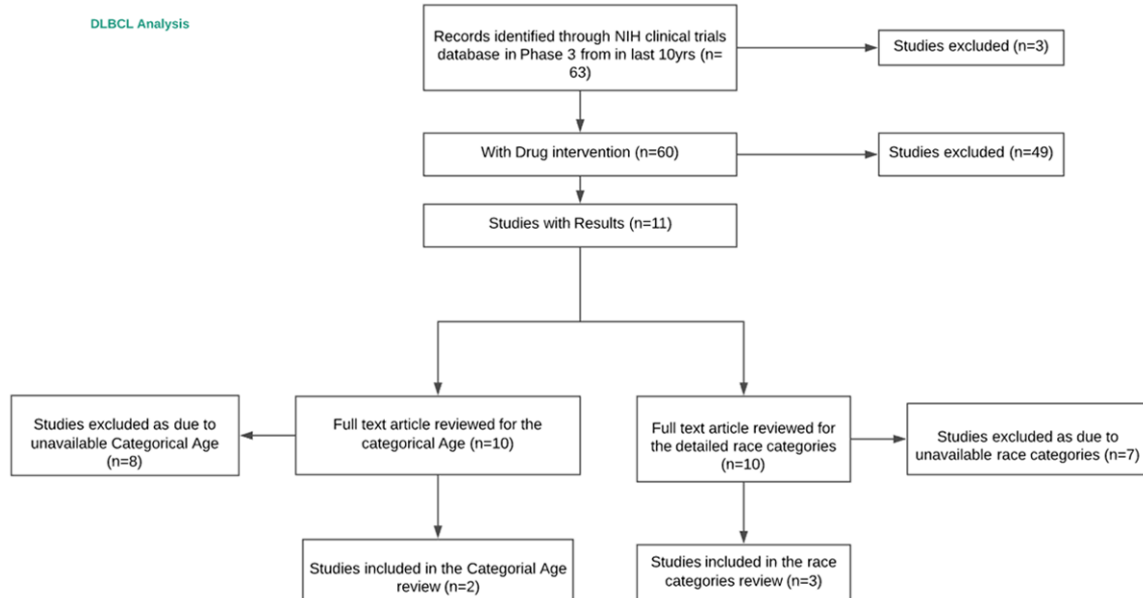 DLBCL Analysis
Records identified through NIH clinical trials
database in Phase 3 from in last 10yrs (n=
63)
Studies excluded (n=3)
With Drug intervention (n=60)
Studies excluded (n=49)
Studies with Results (n=11)
Studies excluded as due to
unavailable Categorical Age
(n=8)
Full text article reviewed for the
categorical Age (n=10)
Full text article reviewed for
the detailed race categories
(n=10)
Studies excluded as due to
unavailable race categories (n=7)
Studies included in the Categorial Age
review (n=2)
Studies included in the race
categories review (n=3)